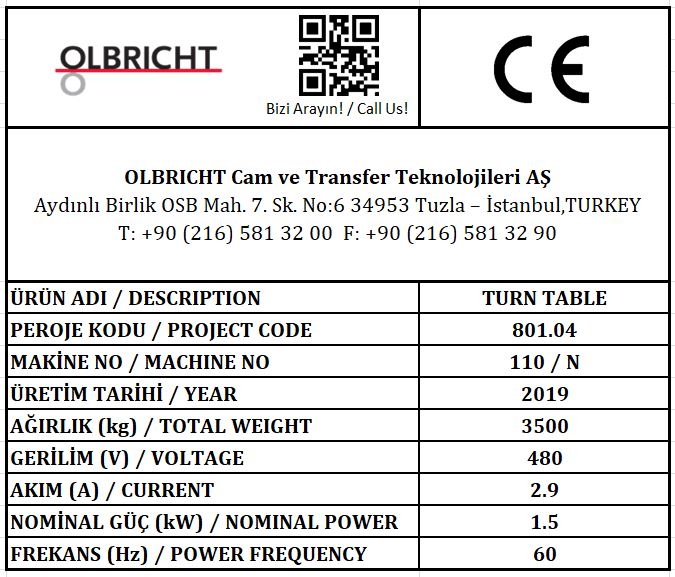 OLBRICHT
Bizi Arayın! / Call Us!
CE
OLBRICHT Cam ve Transfer Teknolojileri AŞ
Aydınlı Birlik OSB Mah. 7. Sk. No:6 34953 Tuzla – İstanbul,TURKEY
T: +90 (216) 581 32 00  F: +90 (216) 581 32 90
ÜRÜN ADI / DESCRIPTION TURN TABLE
PEROJE KODU / PROJECT CODE 801.04
MAKİNE NO / MACHINE NO 110 / N
ÜRETİM TARİHİ / YEAR 2019
AĞIRLIK (kg) / TOTAL WEIGHT 3500
GERİLİM (V) / VOLTAGE 480
AKIM (A) / CURRENT 2.9
NOMİNAL GÜÇ (kW) / NOMINAL POWER 1.5
FREKANS (Hz) / POWER FREQUENCY 60